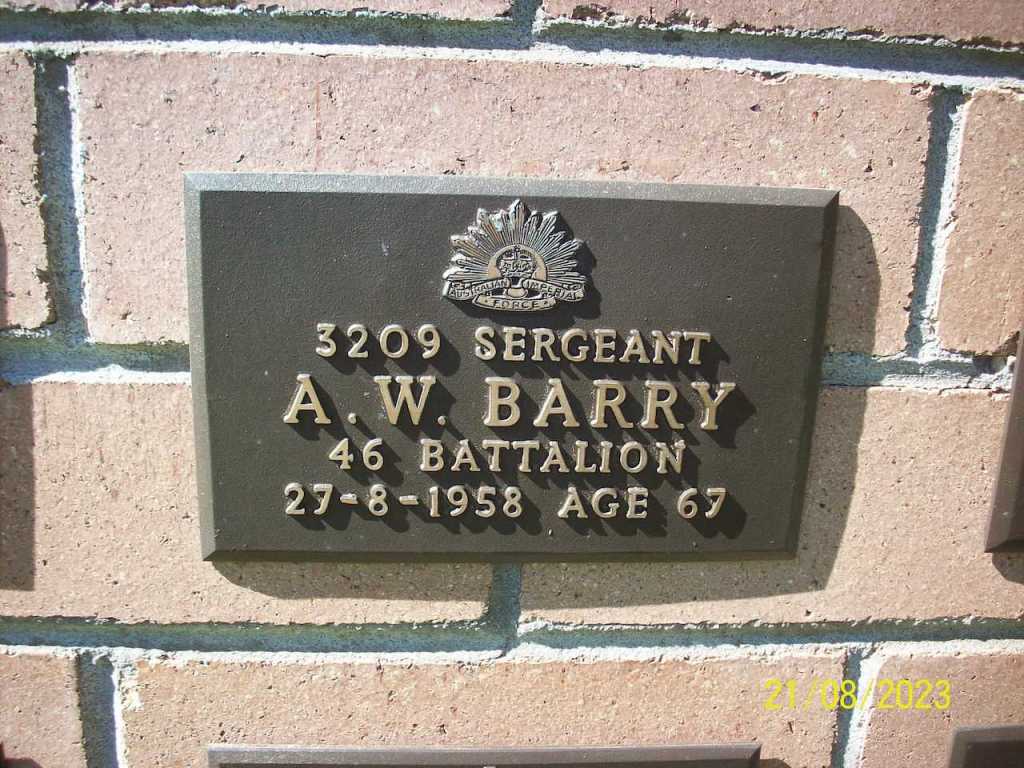 AUSTRALIAN IMPERIAL
FORCE
3209 SERGEANT
A. W. BARRY
46 BATTALION
27-8-1958 AGE 67
21/08/2023